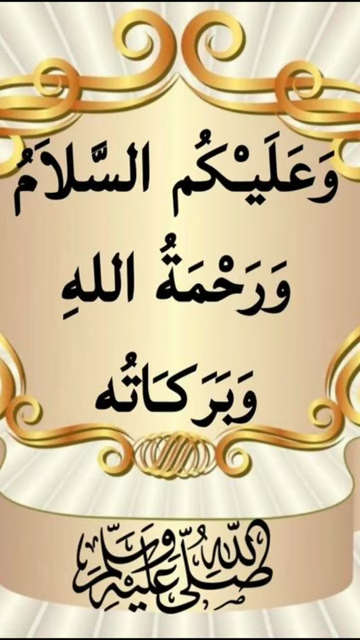 وَعَلَيْكُم السَّلاَمُ
وَرَحْمَةُ اللهِ
وَبَرَكَاتُه
صلى الله عليه وسلم